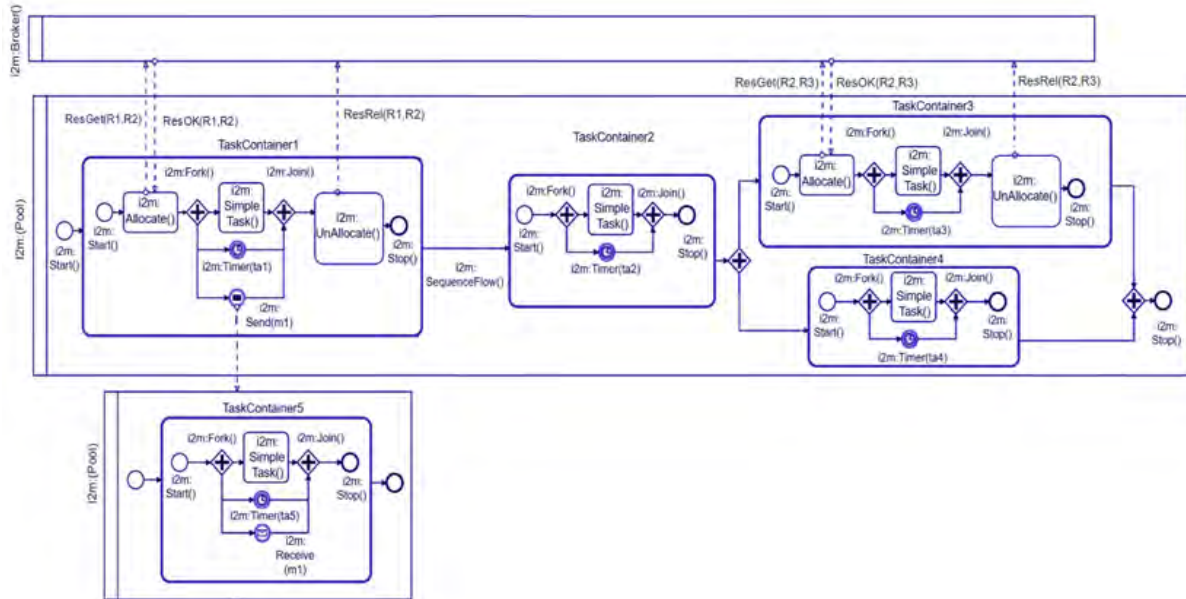 i2m:Broker()
ResGet(R1,R2)
ResOK(R1,R2)
ResRel(R1,R2)
ResGet(R2,R3)
ResOK(R2,R3)
ResRel(R2,R3)
i2m:(Pool)
i2m:
Start()
TaskContainer1
i2m:
Start()
i2m:
Allocate()
i2m:Fork()
i2m:
Simple
Task()
i2m:Join()
i2m:Timer(ta1)
i2m:
Send(m1)
i2m:
UnAllocate()
i2m:
Stop()
i2m:
SequenceFlow()
TaskContainer2
i2m:Fork()
i2m:
Start()
i2m:
Simple
Task()
i2m:Join()
i2m:Timer(ta2)
i2m:
Stop()
TaskContainer3
i2m:
Start()
i2m:
Allocate()
i2m:Fork()
i2m:
Simple
Task()
i2m:Join()
i2m:Timer(ta3)
i2m:
UnAllocate()
i2m:
Stop()
TaskContainer4
i2m:Fork()
i2m:
Start()
i2m:
Simple
Task()
i2m:Join()
i2m:Timer(ta4)
i2m:
Stop()
i2m:
Stop()
i2m:(Pool)
TaskContainer5
i2m:Fork()
i2m:
Start()
i2m:
Simple
Task()
i2m:Join()
i2m:Timer(ta5)
i2m:
Receive
(m1)
i2m:
Stop()